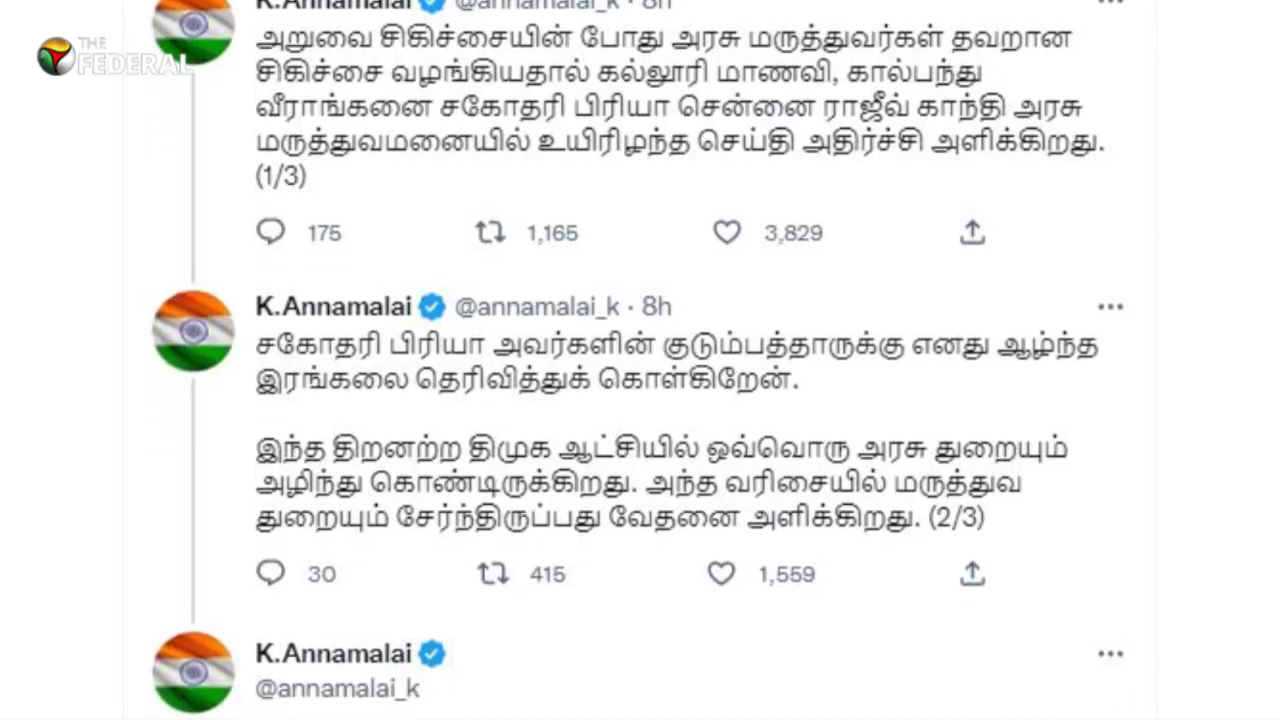 K.Annamalai @annamalai_k · 8h
THE
FEDERAL
அறுவை சிகிச்சையின் போது அரசு மருத்துவர்கள் தவறான
சிகிச்சை வழங்கியதால் கல்லூரி மாணவி, கால்பந்து
வீராங்கனை சகோதரி பிரியா சென்னை ராஜீவ் காந்தி அரசு
மருத்துவமனையில் உயிரிழந்த செய்தி அதிர்ச்சி அளிக்கிறது.
(1/3)
175 1,165 3,829
K.Annamalai @annamalai_k · 8h
சகோதரி பிரியா அவர்களின் குடும்பத்தாருக்கு எனது ஆழ்ந்த
இரங்கலை தெரிவித்துக் கொள்கிறேன்.
இந்த திறனற்ற திமுக ஆட்சியில் ஒவ்வொரு அரசு துறையும்
அழிந்து கொண்டிருக்கிறது. அந்த வரிசையில் மருத்துவ
துறையும் சேர்ந்திருப்பது வேதனை அளிக்கிறது. (2/3)
30 415 1,559
K.Annamalai
@annamalai_k